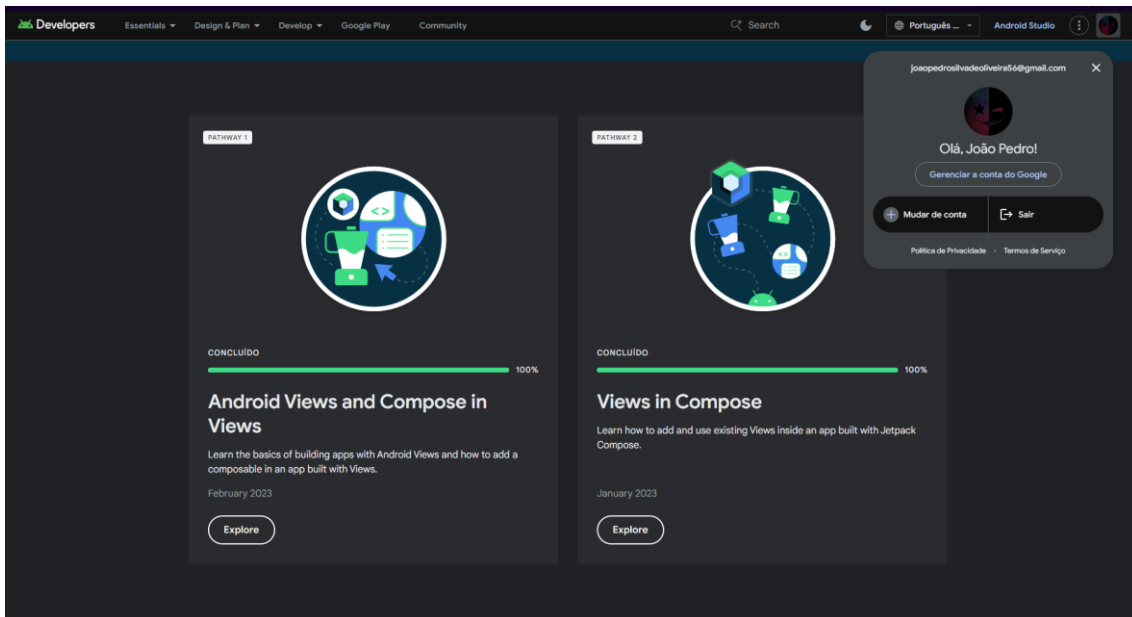 Developers Essentials Design & Plan Develop Google Play Community Search Português ... Android Studio
joaopedrosilvadeoliveira56@gmail.com
Olá, João Pedro!
Gerenciar a conta do Google
Mudar de conta Sair
Política de Privacidade · Termos de Serviço
PATHWAY 1
<>
CONCLUÍDO
100%
Android Views and Compose in
Views
Learn the basics of building apps with Android Views and how to add a
composable in an app built with Views.
February 2023
Explore
PATHWAY 2
<>
CONCLUÍDO
100%
Views in Compose
Learn how to add and use existing Views inside an app built with Jetpack
Compose.
January 2023
Explore